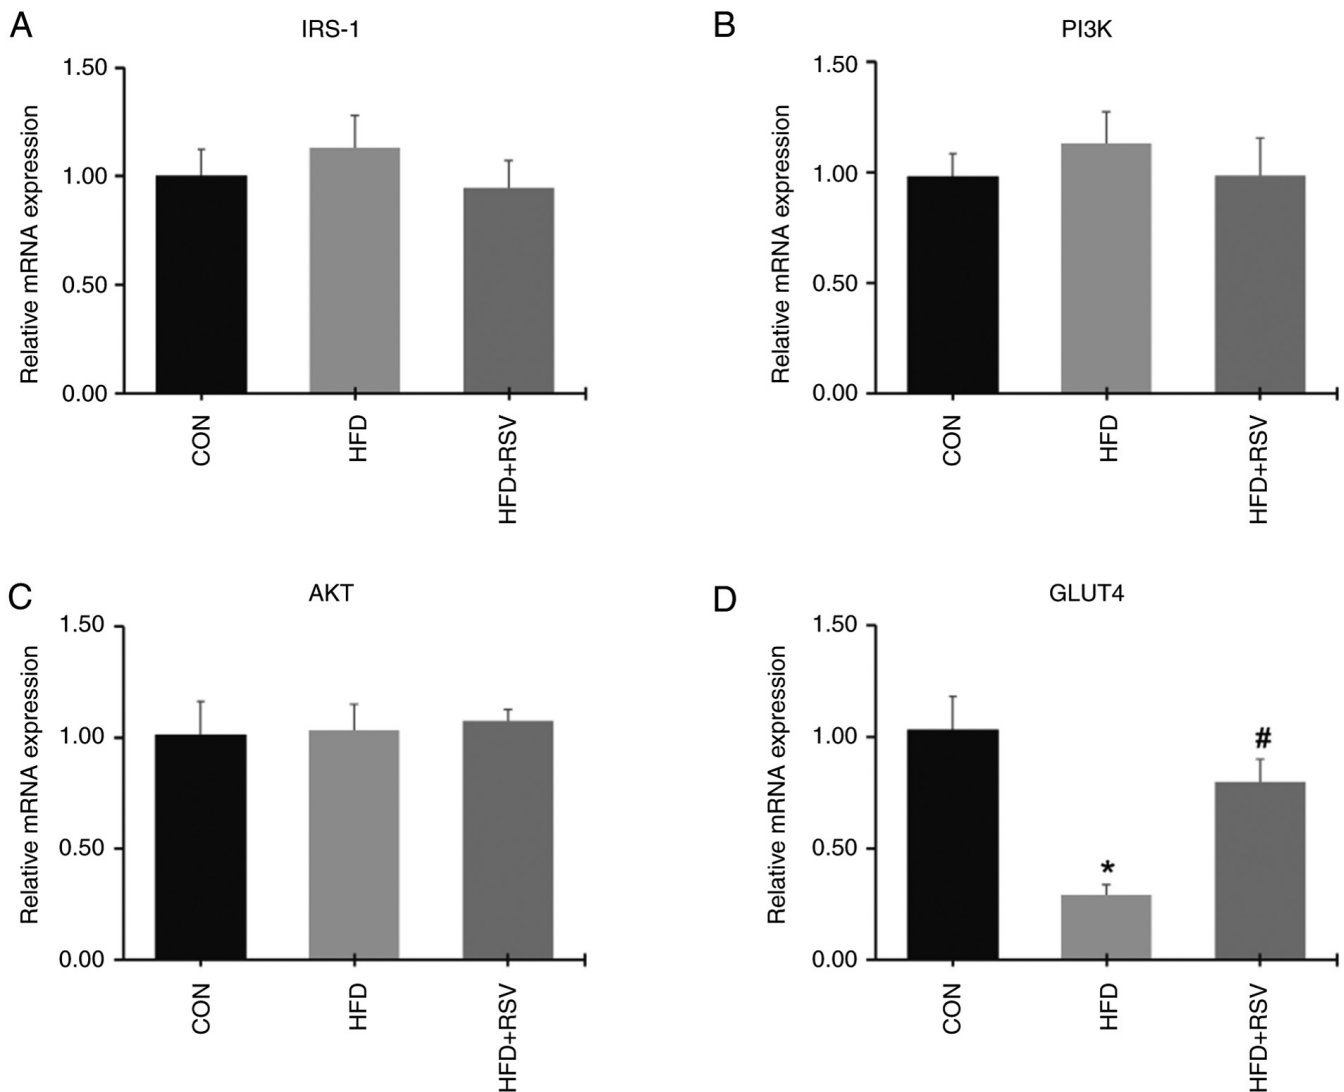 A
IRS-1
Relative mRNA expression
1.50
1.00
0.50
0.00
CON
HFD
HFD+RSV
B
PI3K
Relative mRNA expression
1.50
1.00
0.50
0.00
CON
HFD
HFD+RSV
C
AKT
Relative mRNA expression
1.50
1.00
0.50
0.00
CON
HFD
HFD+RSV
D
GLUT4
Relative mRNA expression
1.50
1.00
0.50
0.00
*
#
CON
HFD
HFD+RSV